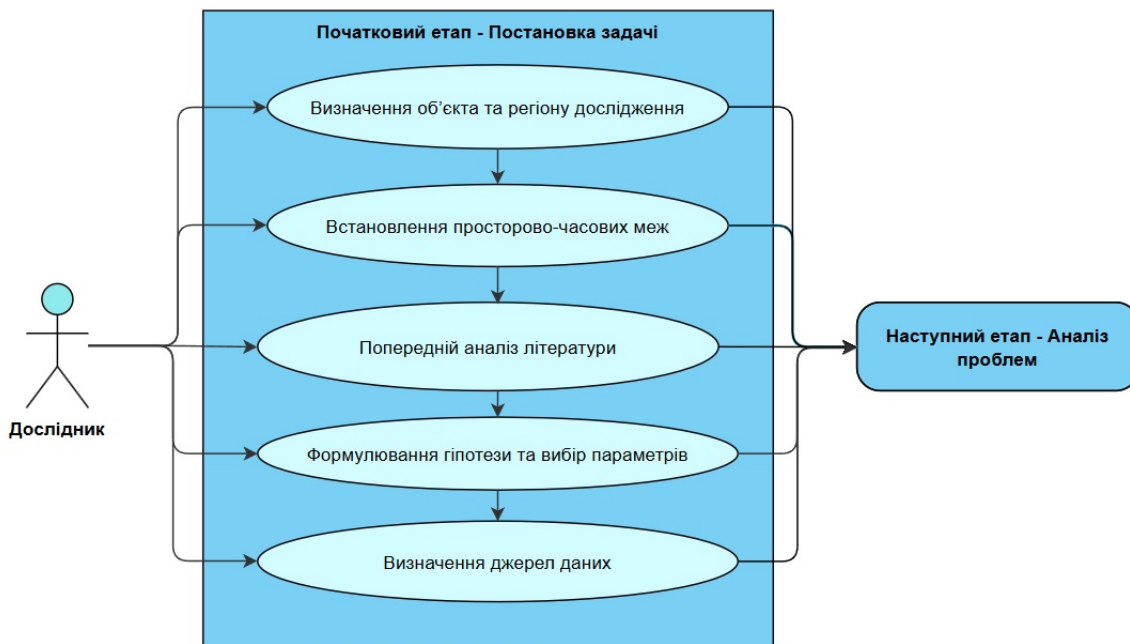 Початковий етап - Постановка задачі
Визначення об’єкта та регіону дослідження
Встановлення просторово-часових меж
Попередній аналіз літератури
Формулювання гіпотези та вибір параметрів
Визначення джерел даних
Дослідник
Наступний етап - Аналіз
проблем